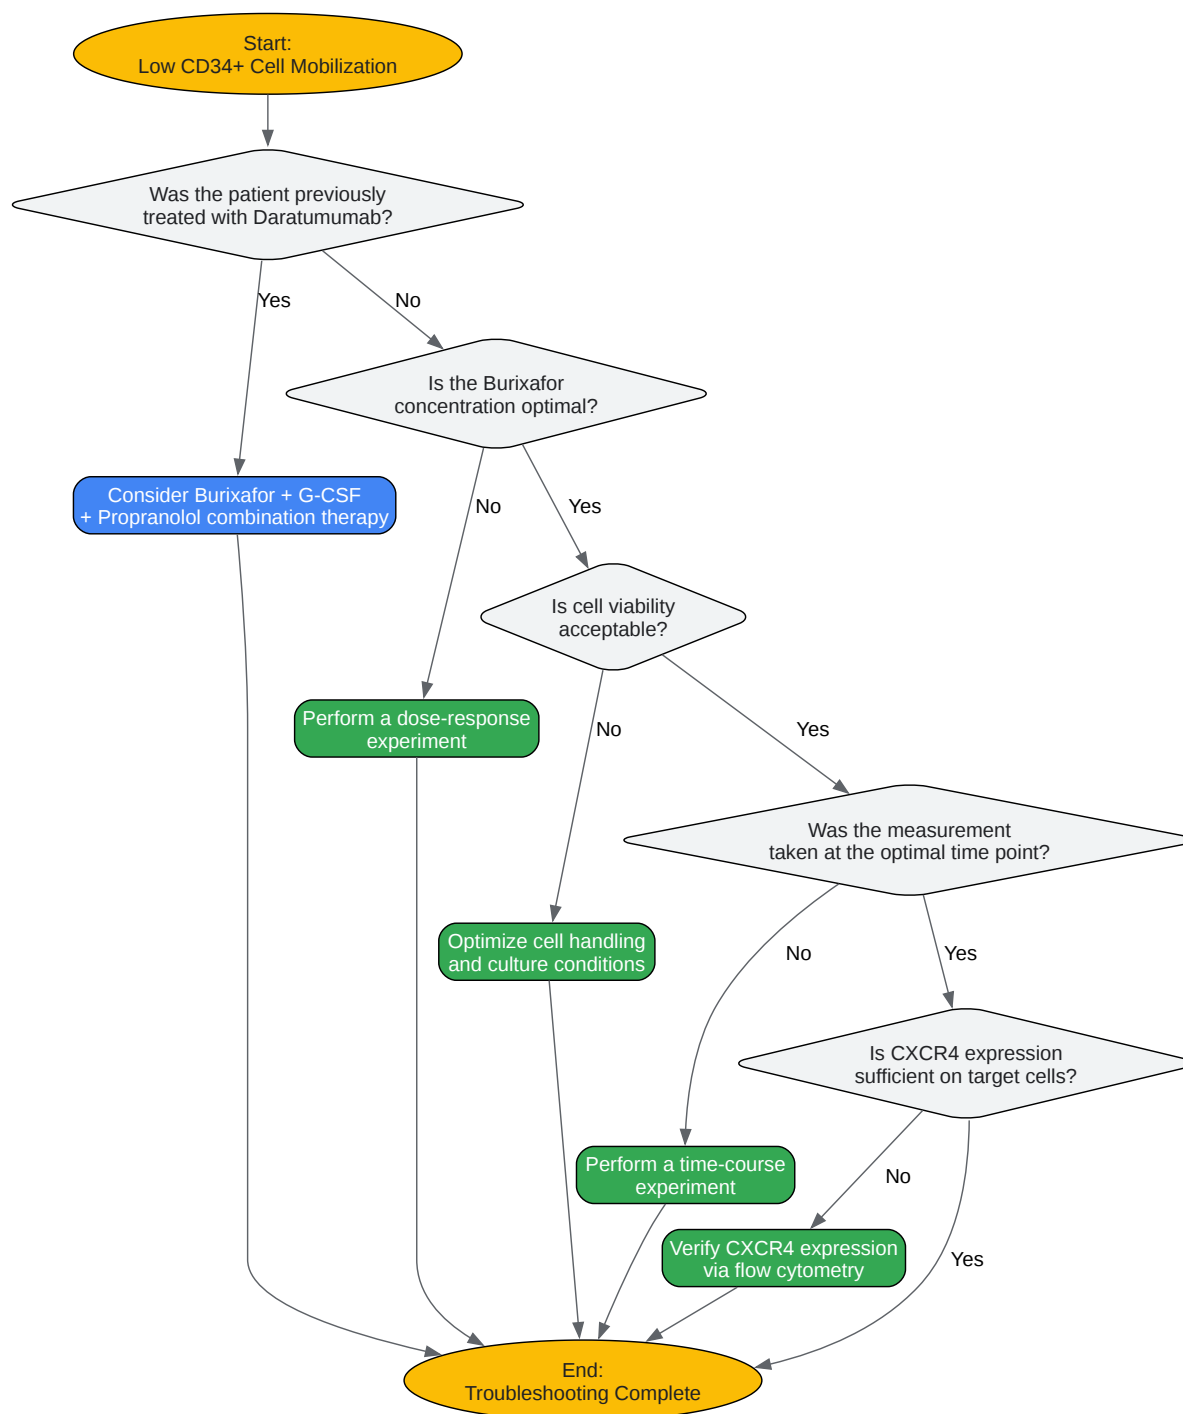 Start:
Low CD34+ Cell Mobilization
Was the patient previously
treated with Daratumumab?
Yes
No
Is the Burixafor
concentration optimal?
Consider Burixafor + G-CSF
+ Propranolol combination therapy
No
Yes
Is cell viability
acceptable?
Perform a dose-response
experiment
No
Yes
Was the measurement
taken at the optimal time point?
Optimize cell handling
and culture conditions
No
Yes
Is CXCR4 expression
sufficient on target cells?
Perform a time-course
experiment
No
Verify CXCR4 expression
via flow cytometry
Yes
End:
Troubleshooting Complete